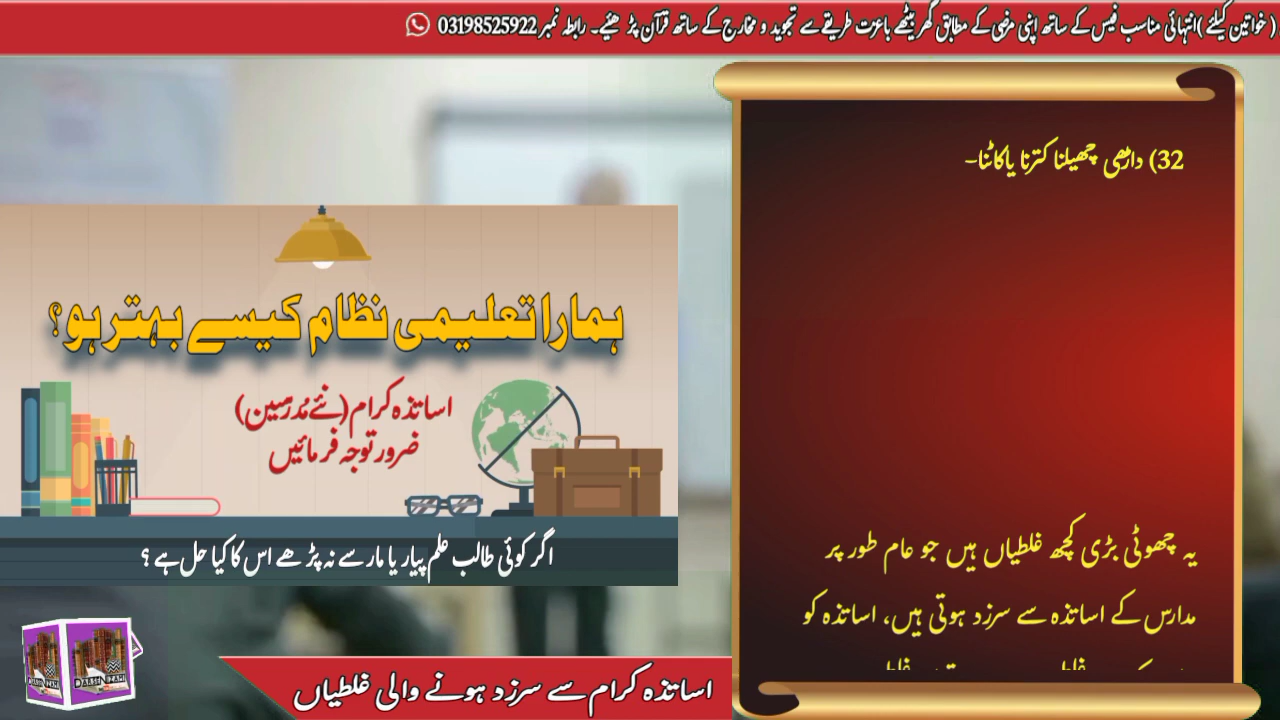 ( خواتین کیلئے )انتہائی مناسب فیس کے ساتھ اپنی مرضی کے مطابق گھر بیٹھے باعزت طریقے سے تجوید و مخارج کے ساتھ قرآن پڑھئیے۔ رابطہ نمبر 03198525922
32) داڑھی چھیلنا کترنا یا کاٹنا-
ہمارا تعلیمی نظام کیسے بہتر ہو؟
اساتذہ کرام (نئے مُدرسین)
ضرور توجہ فرمائیں
اگر کوئی طالب علم پیار یا مار سے نہ پڑھے اس کا کیا حل ہے ؟
یہ چھوٹی بڑی کچھ غلطیاں ہیں جو عام طور پر
مدارس کے اساتذہ سے سرزد ہوتی ہیں، اساتذہ کو
اساتذہ کرام سے سرزد ہونے والی غلطیاں